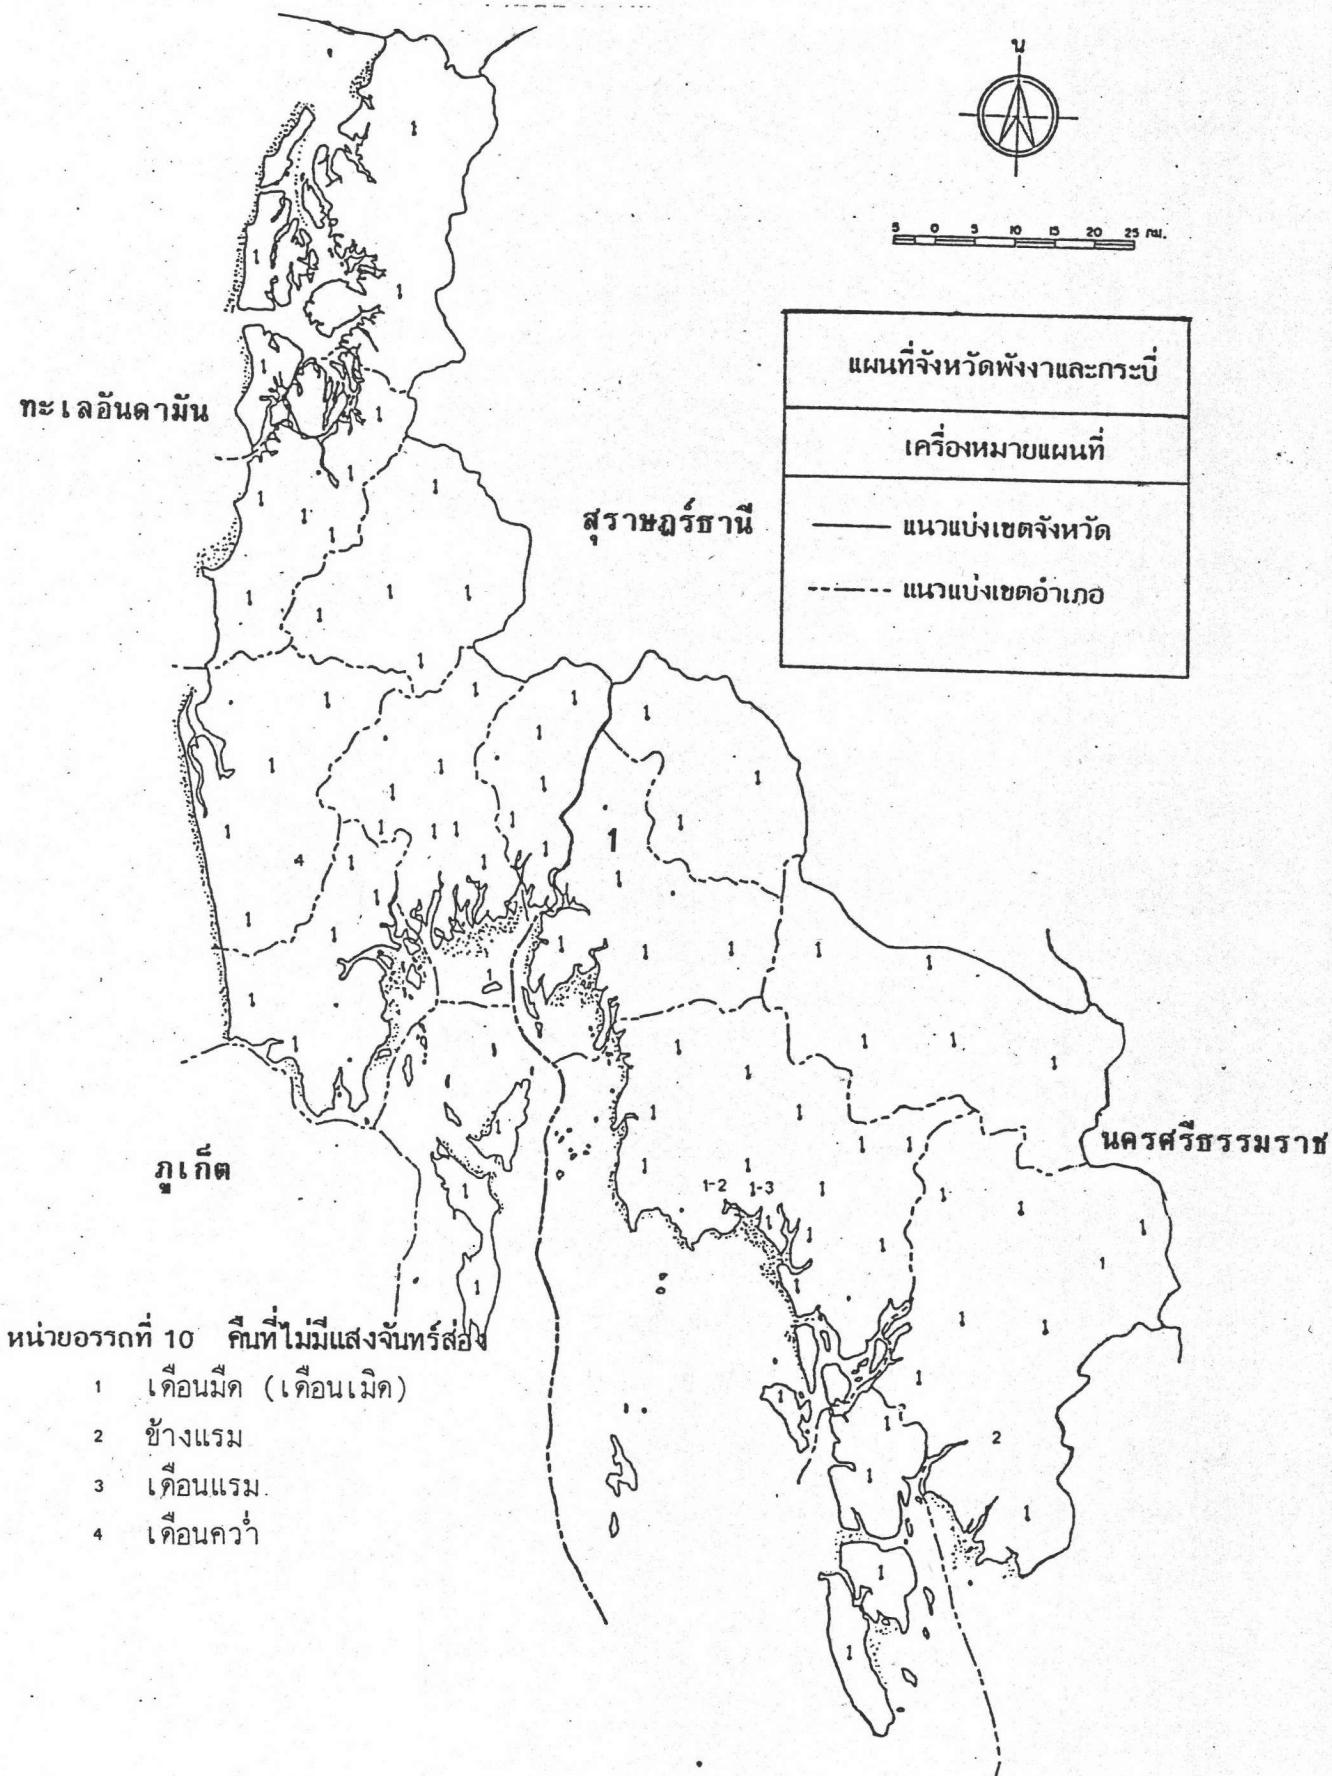 น
5 0 5 10 15 20 25 กม.
แผนที่จังหวัดพังงาและกระบี่
เครื่องหมายแผนที่
แนวแบ่งเขตจังหวัด
แนวแบ่งเขตอำเภอ
ทะเลอันดามัน
สุราษฎร์ธานี
นครศรีธรรมราช
ภูเก็ต
1-2 1-3
หน่วยอรรถที่ 10 คืนที่ไม่มีแสงจันทร์ส่อง
1 เดือนมืด (เดือนเมิด)
2 ข้างแรม
3 เดือนแรม
4 เดือนคว่ำ